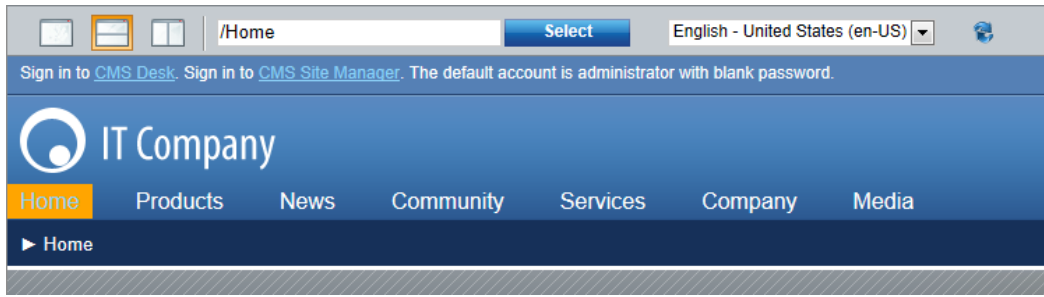 /Home Select English - United States (en-US)
Sign in to CMS Desk. Sign in to CMS Site Manager. The default account is administrator with blank password.
IT Company
Home Products News Community Services Company Media
► Home